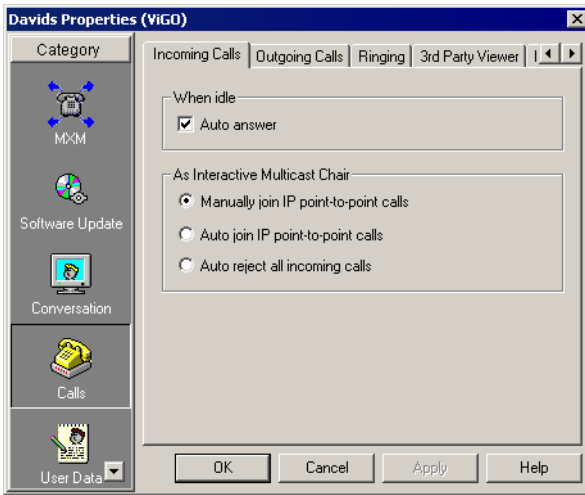 Davids Properties (ViGO)
Category
MXM
Software Update
Conversation
Calls
User Data
Incoming Calls
Outgoing Calls
Ringing
3rd Party Viewer
When idle
Auto answer
As Interactive Multicast Chair
Manually join IP point-to-point calls
Auto join IP point-to-point calls
Auto reject all incoming calls
OK
Cancel
Apply
Help